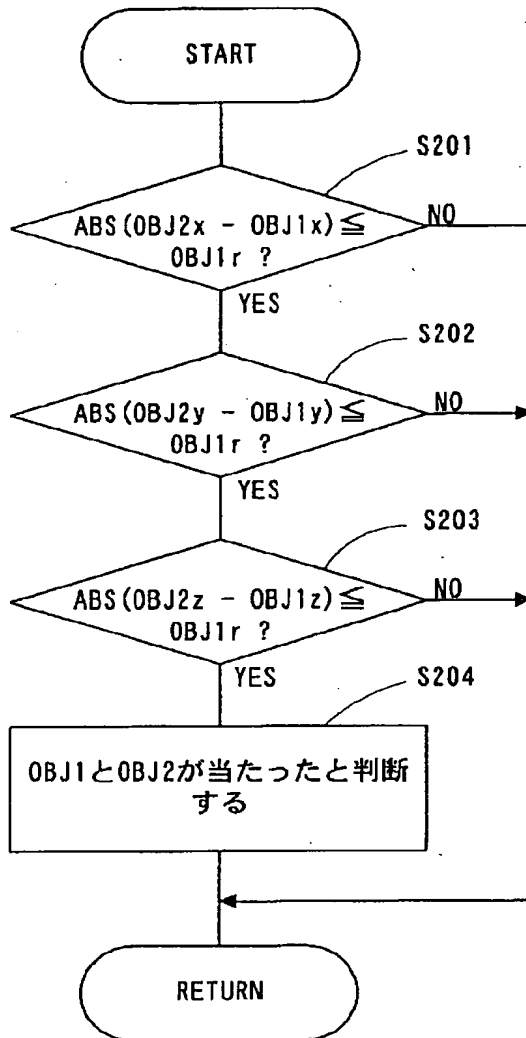 START
S201
ABS(OBJ2x - OBJ1x)≦
OBJ1r ?
NO
YES
S202
ABS(OBJ2y - OBJ1y)≦
OBJ1r ?
NO
YES
S203
ABS(OBJ2z - OBJ1z)≦
OBJ1r ?
NO
YES
S204
OBJ1とOBJ2が当たったと判断
する
RETURN